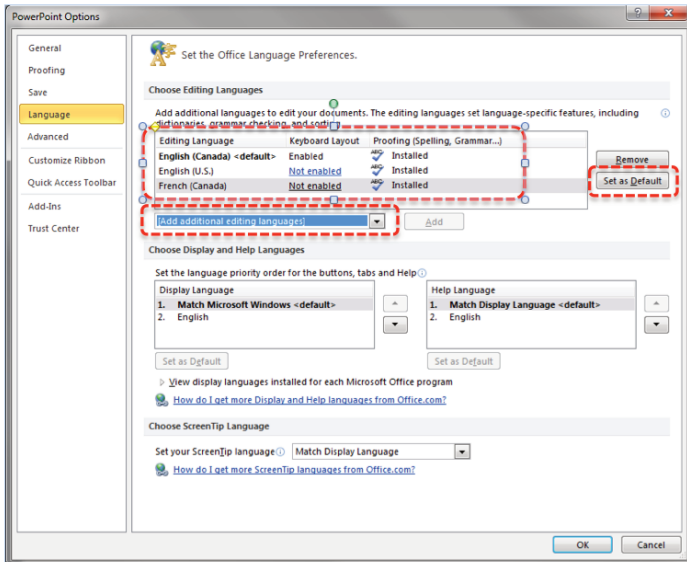 PowerPoint Options
General
Proofing
Save
Language
Advanced
Customize Ribbon
Quick Access Toolbar
Add-Ins
Trust Center
Set the Office Language Preferences.
Choose Editing Languages
Add additional languages to edit your documents. The editing languages set language-specific features, including
dictionaries, grammar checking, and sorting
Editing Language Keyboard Layout Proofing (Spelling, Grammar...)
English (Canada) <default> Enabled Installed
English (U.S.) Not enabled Installed
French (Canada) Not enabled Installed
Remove
Set as Default
[Add additional editing languages] Add
Choose Display and Help Languages
Set the language priority order for the buttons, tabs and Help
Display Language
1. Match Microsoft Windows <default>
2. English
Set as Default
Help Language
1. Match Display Language <default>
2. English
Set as Default
View display languages installed for each Microsoft Office program
How do I get more Display and Help languages from Office.com?
Choose ScreenTip Language
Set your ScreenTip language Match Display Language
How do I get more ScreenTip languages from Office.com?
OK Cancel